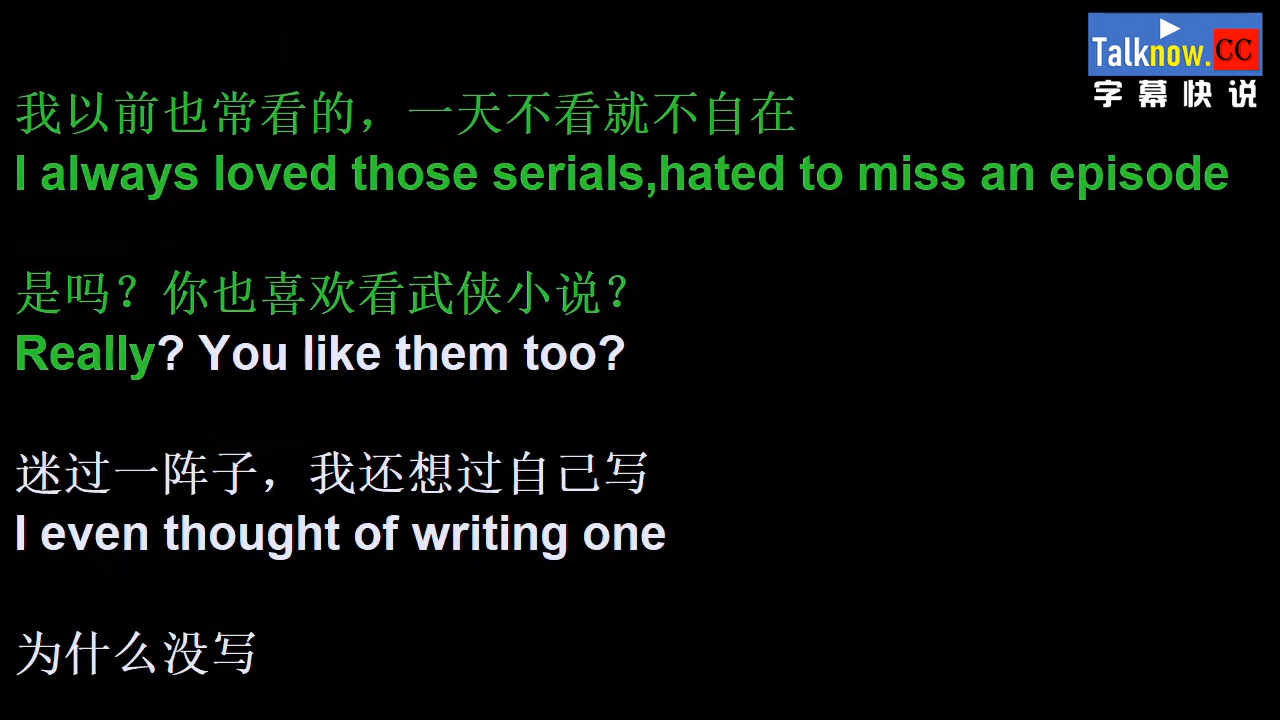 Talknow.CC
字幕快说
我以前也常看的，一天不看就不自在
I always loved those serials,hated to miss an episode
是吗？你也喜欢看武侠小说？
Really? You like them too?
迷过一阵子，我还想过自己写
I even thought of writing one
为什么没写